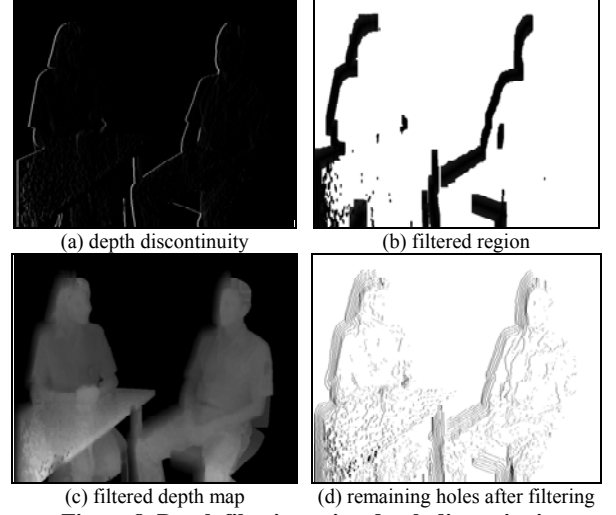 (a) depth discontinuity
(b) filtered region
(c) filtered depth map
(d) remaining holes after filtering